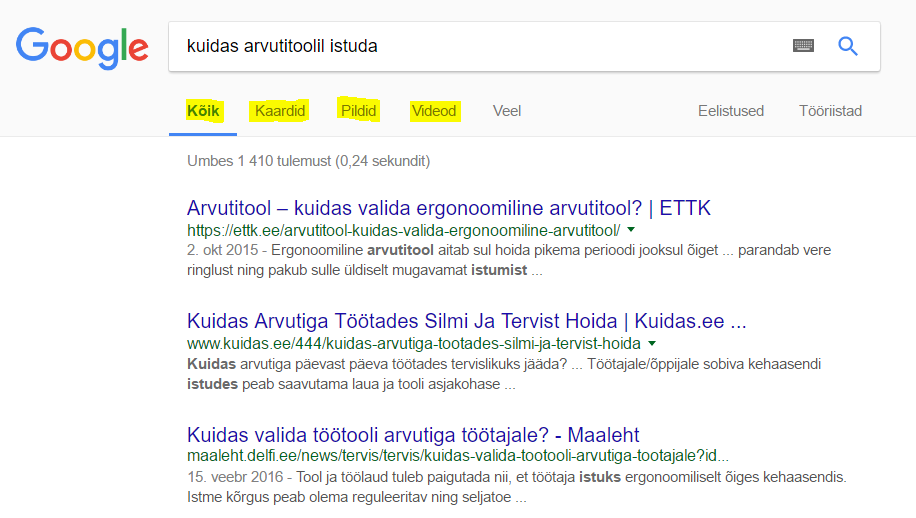 Google
kuidas arvutitoolil istuda
Kõik Kaardid Pildid Videod Veel Eelistused Tööriistad
Umbes 1 410 tulemust (0,24 sekundit)
Arvutitool – kuidas valida ergonoomiline arvutitool? | ETTK
https://ettk.ee/arvutitool-kuidas-valida-ergonoomiline-arvutitool/
2. okt 2015 - Ergonoomiline arvutitool aitab sul hoida pikema perioodi jooksul õiget ... parandab vere
ringlust ning pakub sulle üldiselt mugavamat istumist ...
Kuidas Arvutiga Töötades Silmi Ja Tervist Hoida | Kuidas.ee ...
www.kuidas.ee/444/kuidas-arvutiga-tootades-silmi-ja-tervist-hoida
Kuidas arvutiga päevast päeva töötades tervislikuks jääda? ... Töötajale/õppijale sobiva kehaasendi
istudes peab saavutama laua ja tooli asjakohase ...
Kuidas valida töötooli arvutiga töötajale? - Maaleht
maaleht.delfi.ee/news/tervis/tervis/kuidas-valida-tootooli-arvutiga-tootajale?id...
15. veebr 2016 - Tool ja töölaud tuleb paigutada nii, et töötaja istuks ergonoomiliselt õiges kehaasendis.
Istme kõrgus peab olema reguleeritav ning seljatoe ...